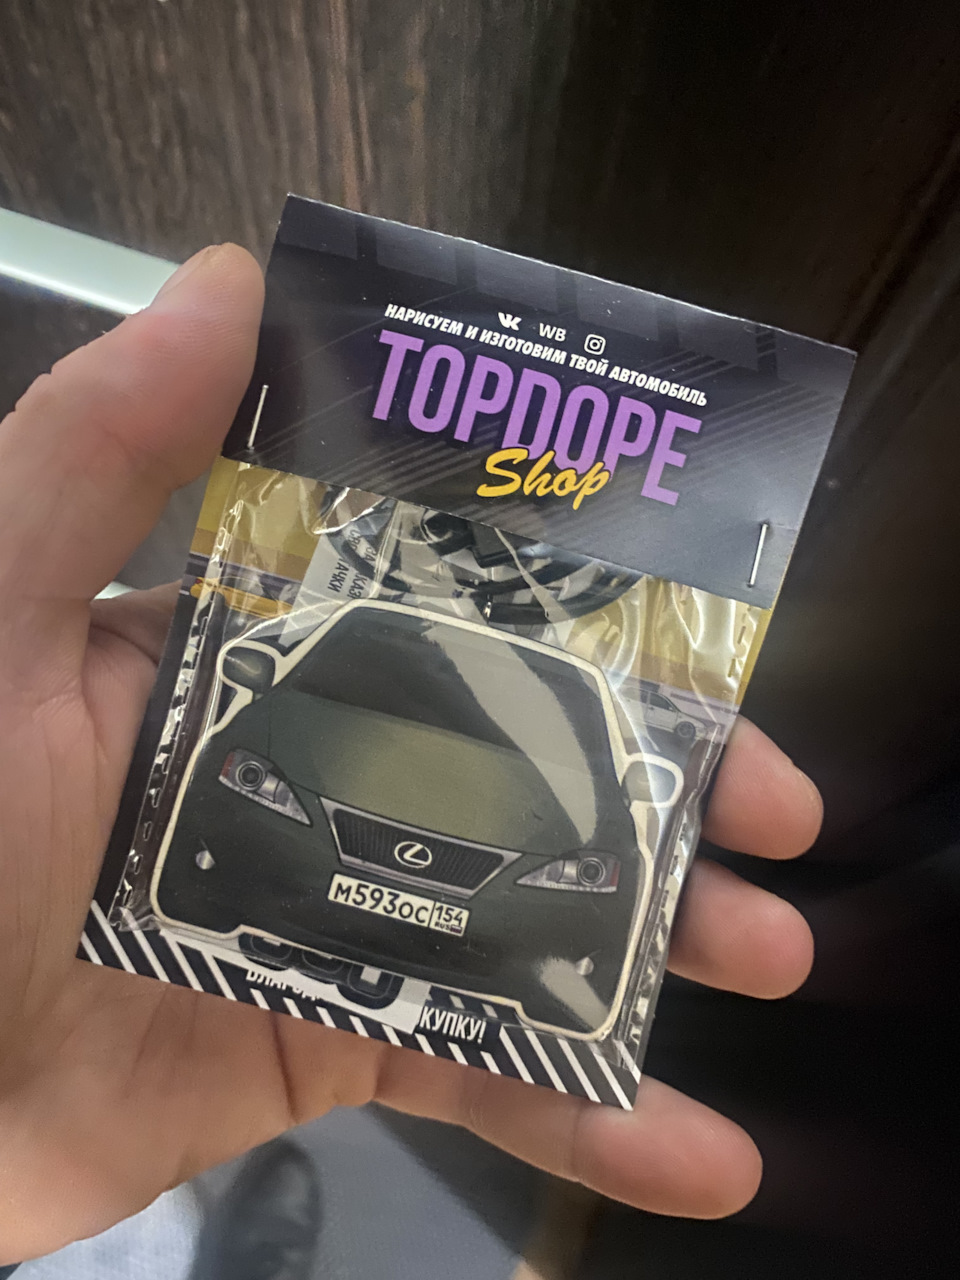 WB
НАРИСУЕМ И ИЗГОТОВИМ ТВОЙ АВТОМОБИЛЬ
TOPDOPE
Shop
М593ОС 154
RUS
КУПКУ!